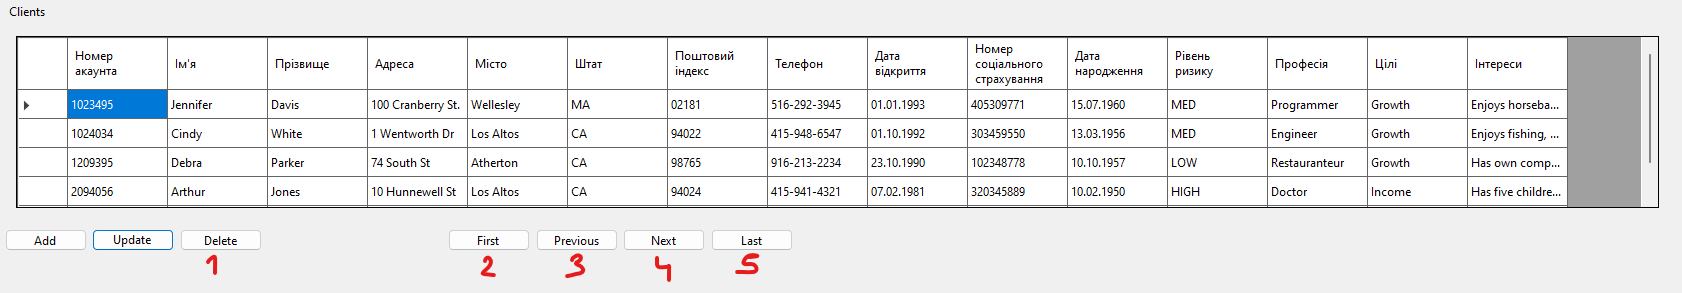 Clients
Номер акаунта Ім'я Прізвище Адреса Місто Штат Поштовий індекс Телефон Дата відкриття Номер соціального страхування Дата народження Рівень ризику Професія Цілі Інтереси
1023495 Jennifer Davis 100 Cranberry St. Wellesley MA 02181 516-292-3945 01.01.1993 405309771 15.07.1960 MED Programmer Growth Enjoys horseba...
1024034 Cindy White 1 Wentworth Dr Los Altos CA 94022 415-948-6547 01.10.1992 303459550 13.03.1956 MED Engineer Growth Enjoys fishing, ...
1209395 Debra Parker 74 South St Atherton CA 98765 916-213-2234 23.10.1990 102348778 10.10.1957 LOW Restauranteur Growth Has own comp...
2094056 Arthur Jones 10 Hunnewell St Los Altos CA 94024 415-941-4321 07.02.1981 320345889 10.02.1950 HIGH Doctor Income Has five childre...
Add Update Delete First Previous Next Last
1 2 3 4 5